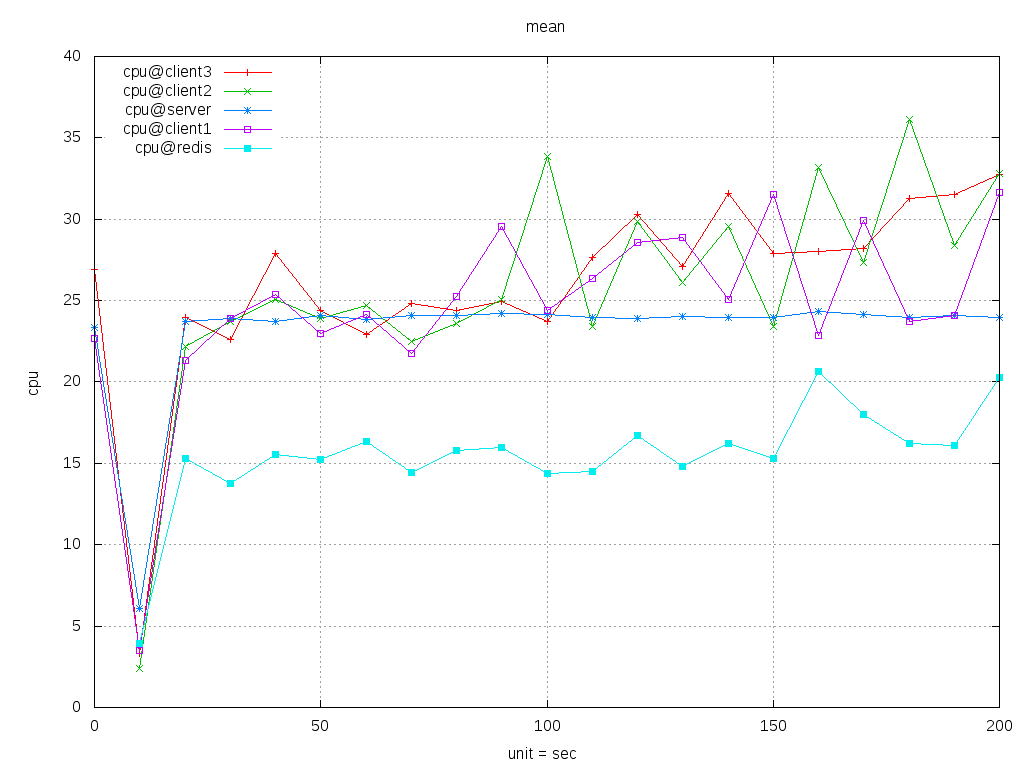 mean
40
35
30
25
20
15
10
5
0
cpu
cpu@client3
cpu@client2
cpu@server
cpu@client1
cpu@redis
0 50 100 150 200
unit = sec